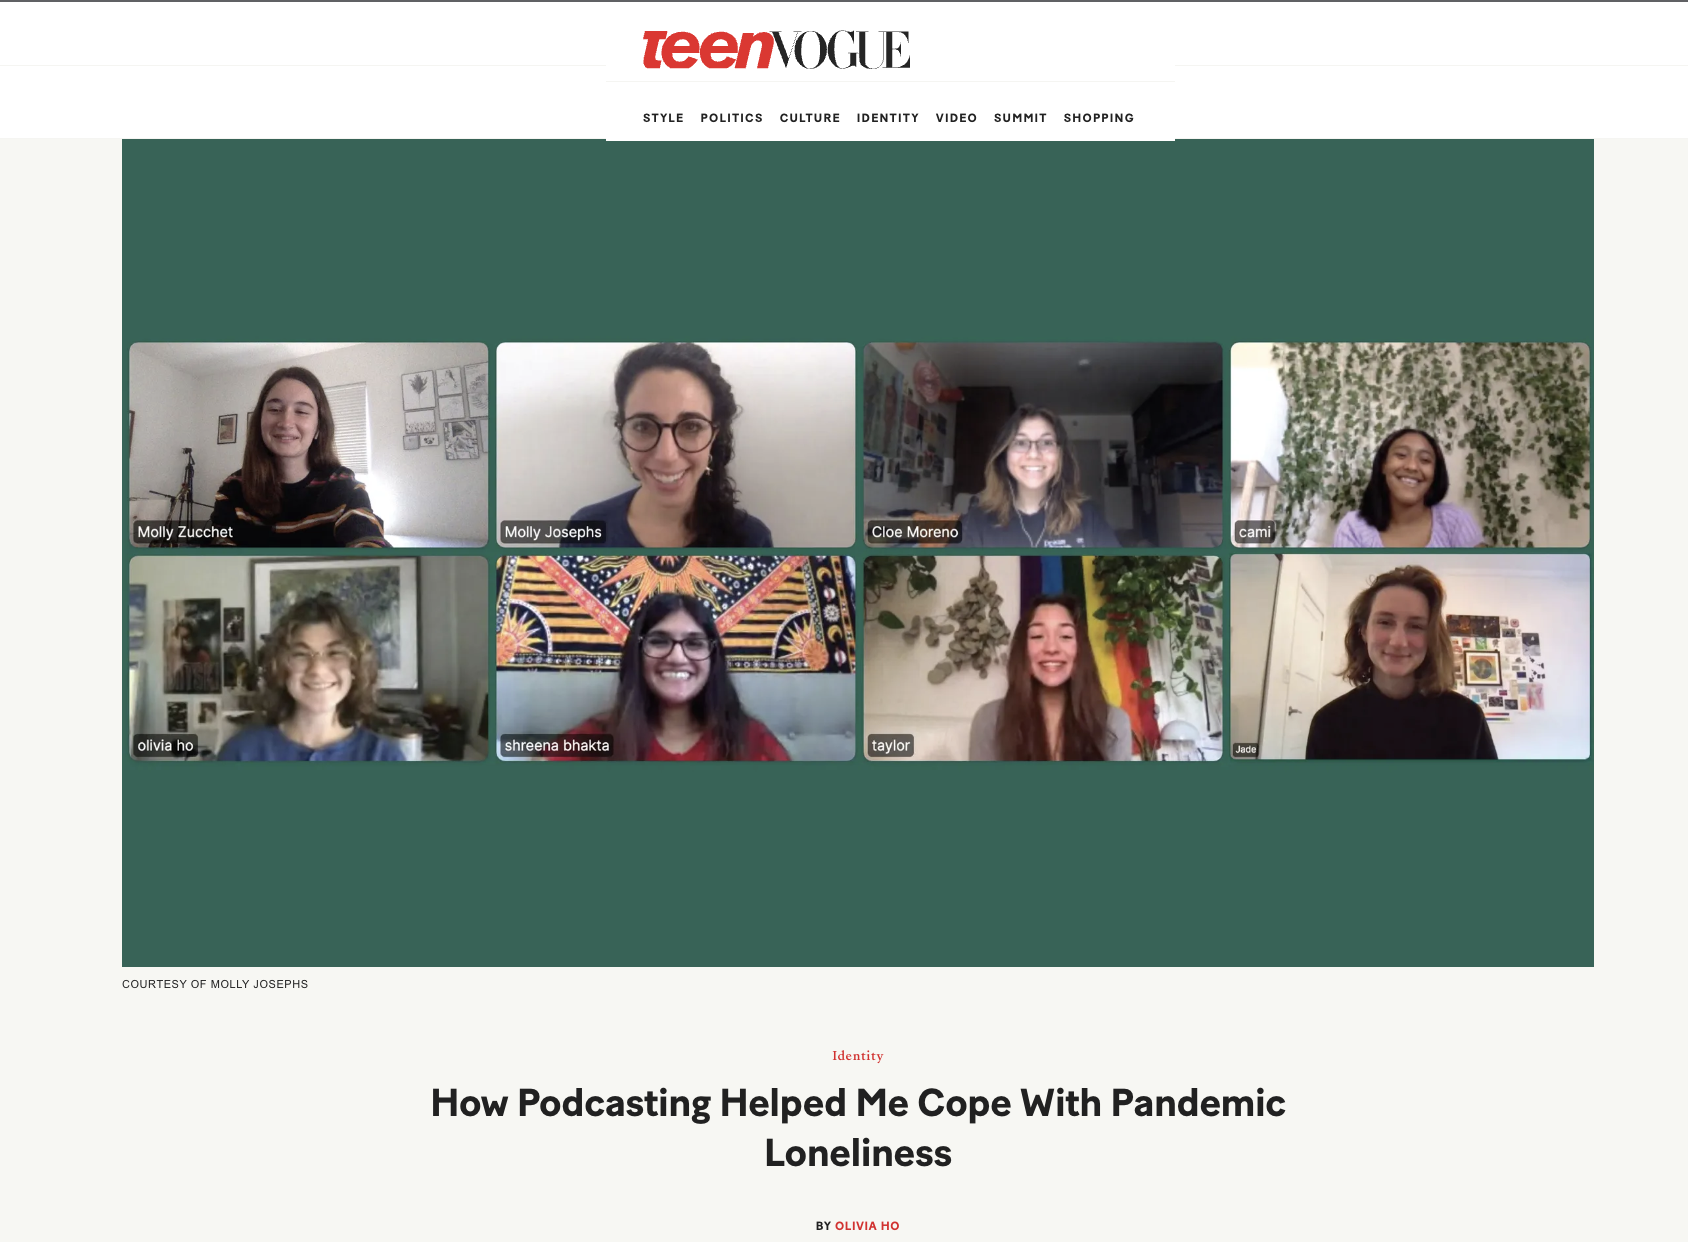 teenVOGUE
STYLE POLITICS CULTURE IDENTITY VIDEO SUMMIT SHOPPING
Molly Zucchet
Molly Josephs
Cloe Moreno
cami
olivia ho
shreena bhakta
taylor
Jade
COURTESY OF MOLLY JOSEPHS
Identity
How Podcasting Helped Me Cope With Pandemic
Loneliness
BY OLIVIA HO